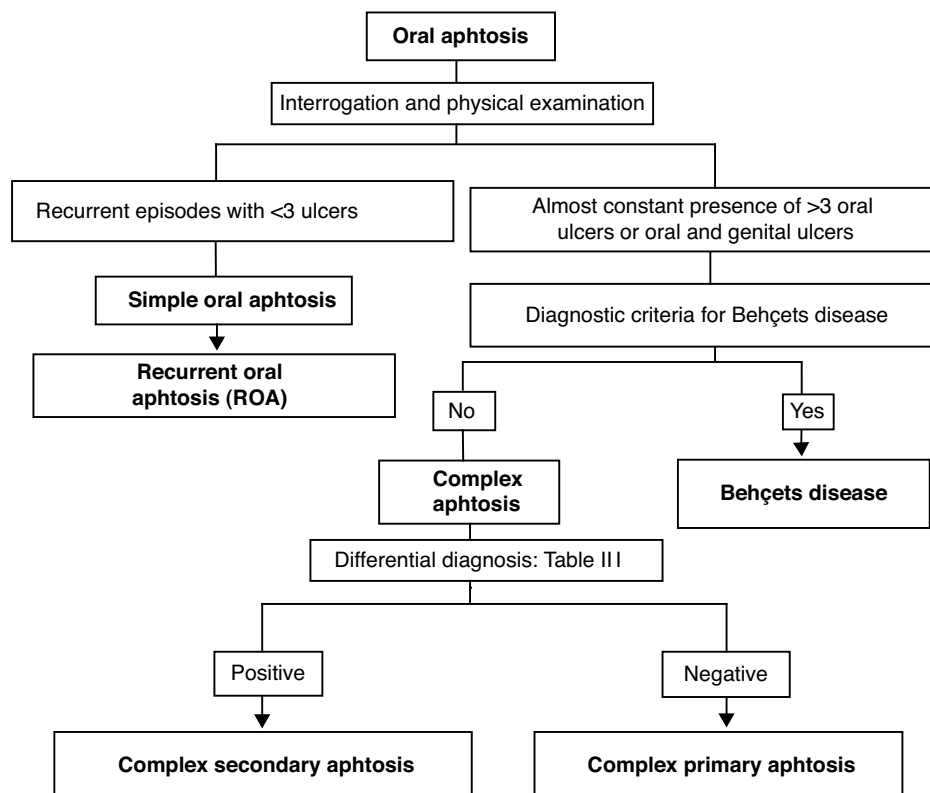 Oral aphtosis
Interrogation and physical examination
Recurrent episodes with <3 ulcers
Almost constant presence of >3 oral
ulcers or oral and genital ulcers
Simple oral aphtosis
Diagnostic criteria for Behçets disease
Recurrent oral
aphtosis (ROA)
No
Yes
Complex
aphtosis
Behçets disease
Differential diagnosis: Table III
Positive
Negative
Complex secondary aphtosis
Complex primary aphtosis